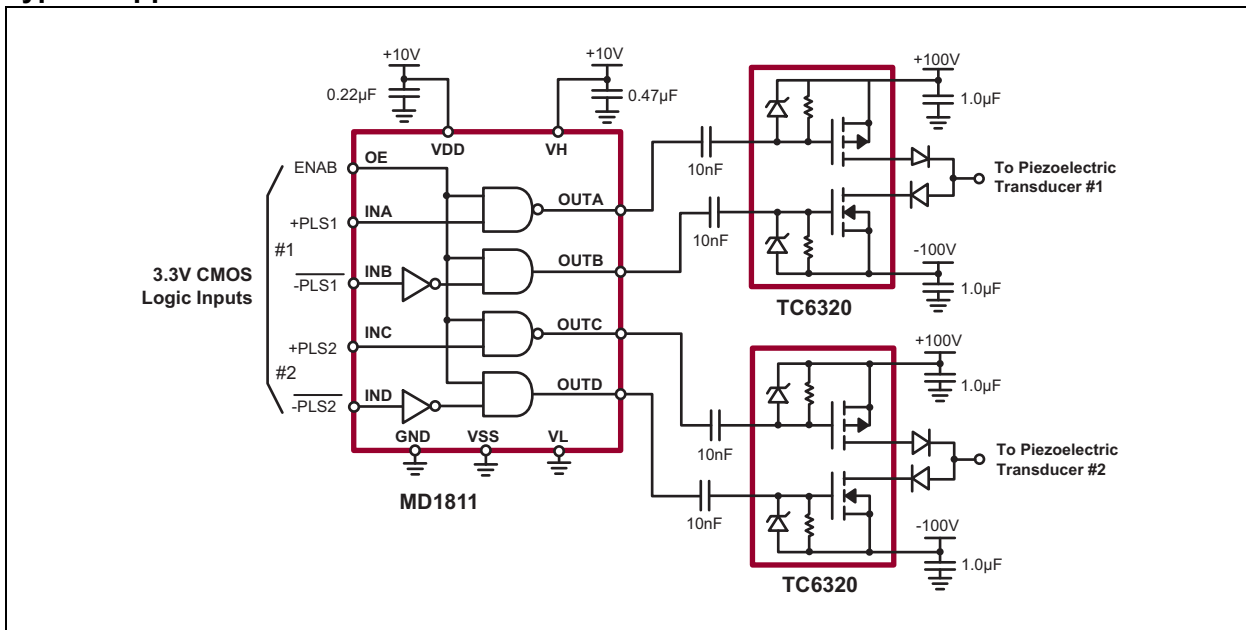 +10V
+10V
0.22µF
0.47µF
VDD
VH
ENAB
OE
+PLS1
INA
OUTA
#1
-PLS1
INB
OUTB
3.3V CMOS
Logic Inputs
+PLS2
INC
OUTC
#2
-PLS2
IND
OUTD
GND
VSS
VL
MD1811
10nF
10nF
+100V
1.0µF
To Piezoelectric
Transducer #1
-100V
1.0µF
TC6320
10nF
10nF
+100V
1.0µF
To Piezoelectric
Transducer #2
-100V
1.0µF
TC6320